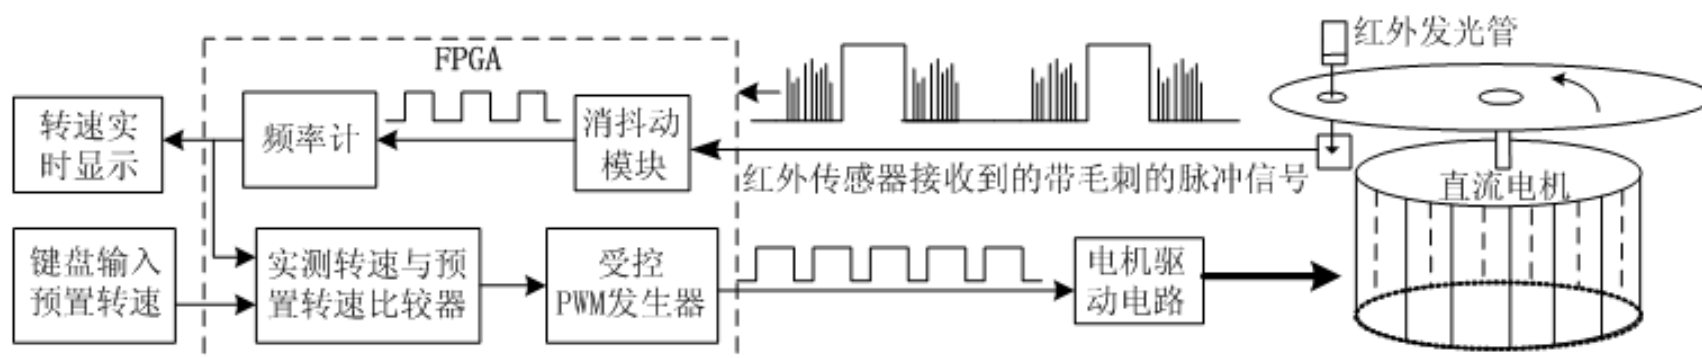 FPGA
红外发光管
转速实
时显示
频率计
消抖动
模块
红外传感器接收到的带毛刺的脉冲信号
直流电机
键盘输入
预置转速
实测转速与预
置转速比较器
受控
PWM发生器
电机驱
动电路